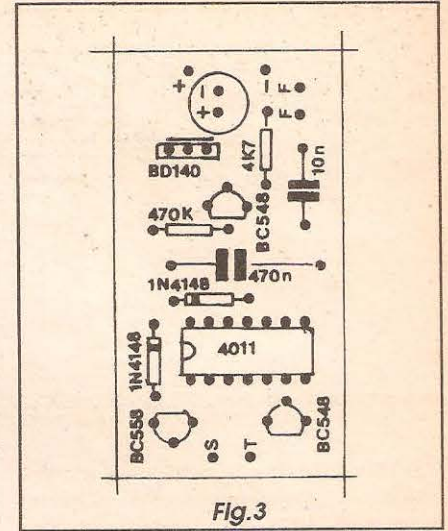 + - - F
+ F
BD140
4K7
BC548
10n
470K
470n
1N4148
1N4148
4011
BC558
S T
BC548
Fig.3